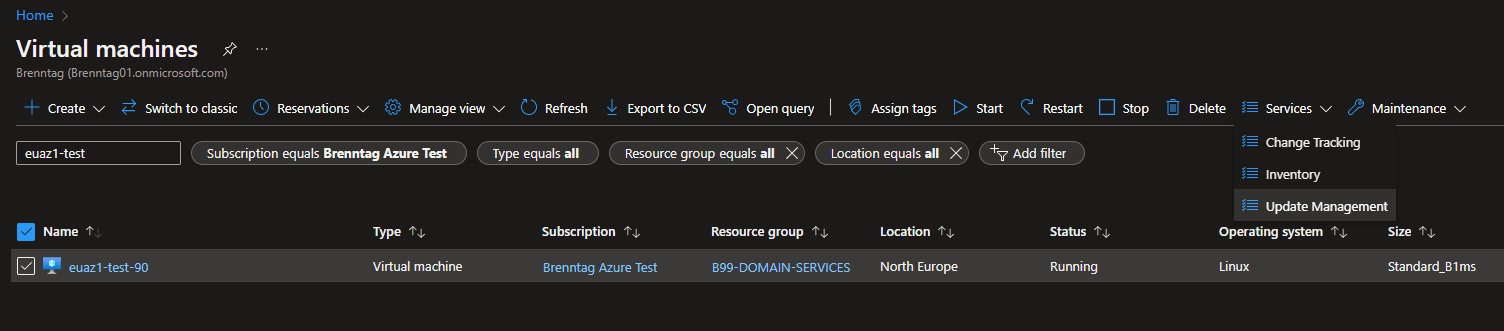 Home
Virtual machines
Brenntag (Brenntag01.onmicrosoft.com)
Create Switch to classic Reservations Manage view Refresh Export to CSV Open query Assign tags Start Restart Stop Delete Services Maintenance
Change Tracking
Inventory
Update Management
euaz1-test Subscription equals Brenntag Azure Test Type equals all Resource group equals all Location equals all Add filter
Name Type Subscription Resource group Location Status Operating system Size
euaz1-test-90 Virtual machine Brenntag Azure Test B99-DOMAIN-SERVICES North Europe Running Linux Standard_B1ms